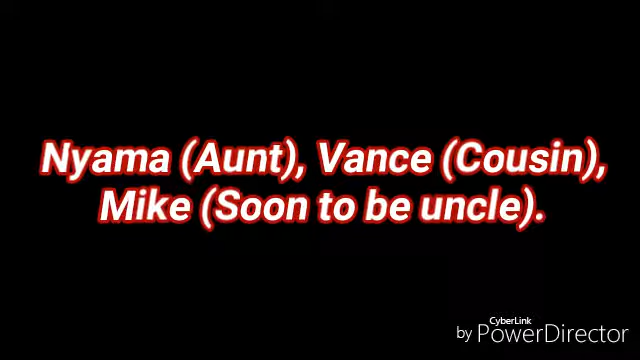 Nyama (Aunt), Vance (Cousin),
Mike (Soon to be uncle).
CyberLink
by PowerDirector